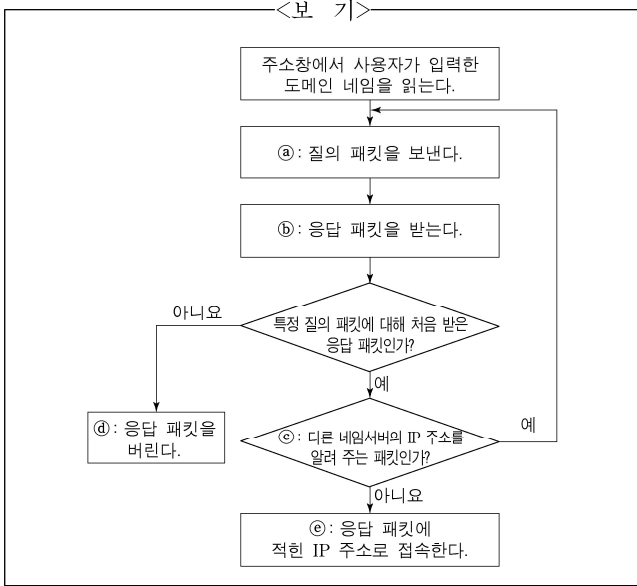 <보 기>
주소창에서 사용자가 입력한
도메인 네임을 읽는다.
ⓐ: 질의 패킷을 보낸다.
ⓑ: 응답 패킷을 받는다.
아니요
특정 질의 패킷에 대해 처음 받은
응답 패킷인가?
예
ⓓ: 응답 패킷을
버린다.
ⓒ: 다른 네임서버의 IP 주소를
알려 주는 패킷인가?
예
아니요
ⓔ: 응답 패킷에
적힌 IP 주소로 접속한다.